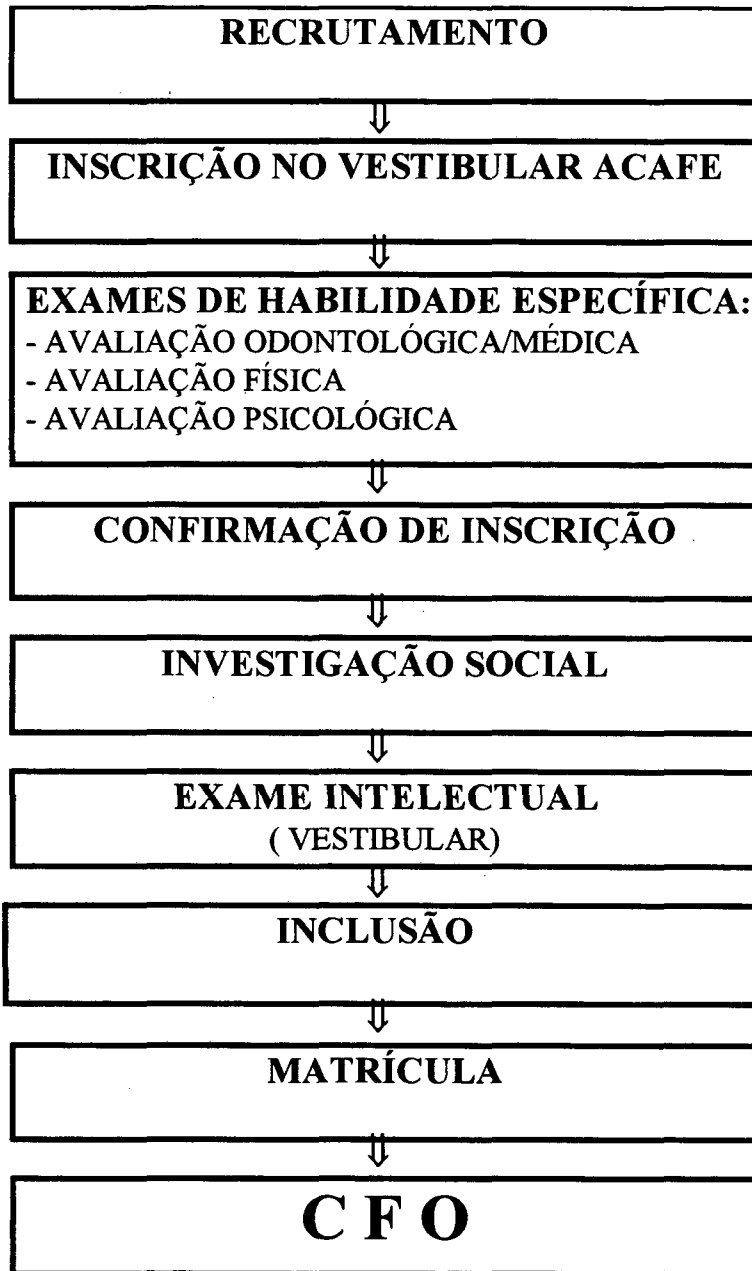 RECRUTAMENTO
INSCRIÇÃO NO VESTIBULAR ACAFE
EXAMES DE HABILIDADE ESPECÍFICA:
- AVALIAÇÃO ODONTOLÓGICA/MÉDICA
- AVALIAÇÃO FÍSICA
- AVALIAÇÃO PSICOLÓGICA
CONFIRMAÇÃO DE INSCRIÇÃO
INVESTIGAÇÃO SOCIAL
EXAME INTELECTUAL
( VESTIBULAR)
INCLUSÃO
MATRÍCULA
C F O